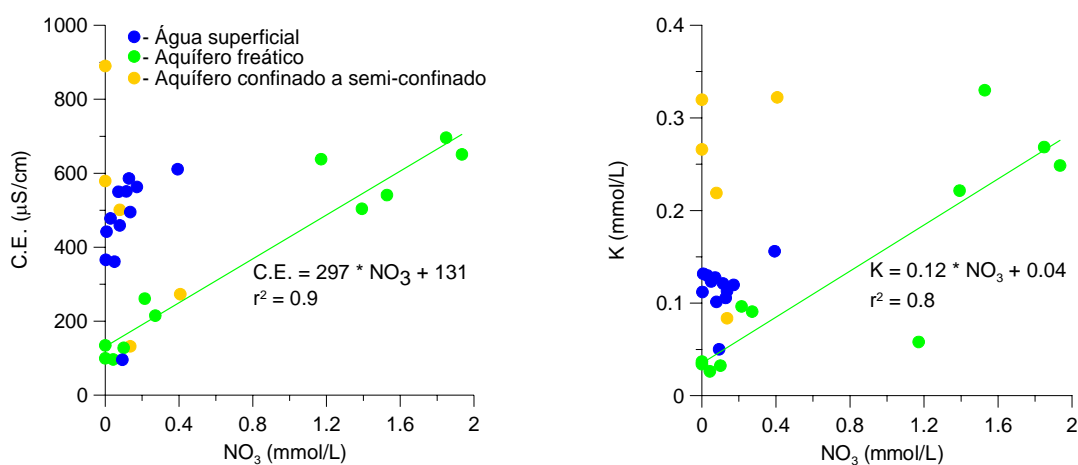 1000
800
600
400
200
0
C.E. (µS/cm)
- Água superficial
- Aquífero freático
- Aquífero confinado a semi-confinado
C.E. = 297 * NO3 + 131
r² = 0.9
0 0.4 0.8 1.2 1.6 2
NO₃ (mmol/L)
0.4
0.3
0.2
0.1
0
K (mmol/L)
K = 0.12 * NO₃ + 0.04
r² = 0.8
0 0.4 0.8 1.2 1.6 2
NO₃ (mmol/L)